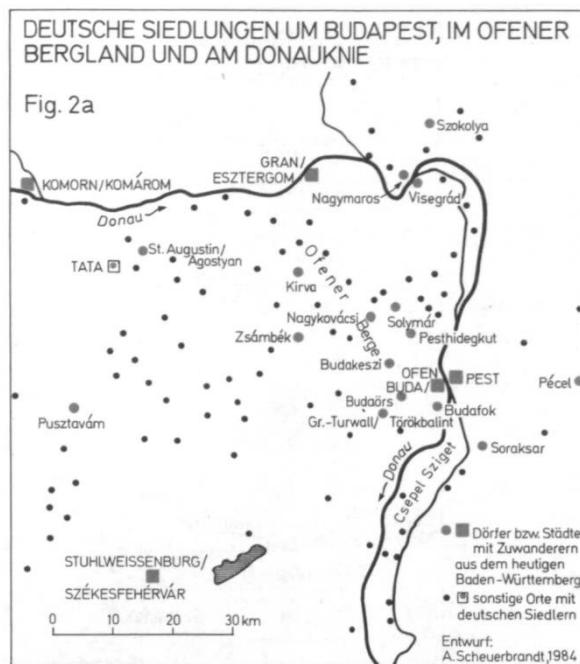 DEUTSCHE SIEDLUNGEN UM BUDAPEST, IM OFENER
BERGLAND UND AM DONAUKNIE
Fig. 2a
Szokolya
GRAN/
ESZTERGOM
KOMORN/KOMÁROM
Nagymaros
Visegrád
Donau
St. Augustin/
Agostyan
TATA
Ofener Berge
Kirva
Nagykovácsi
Solymár
Zsámbék
Pesthidegkut
Budakeszi
OFEN
BUDA/
PEST
Pécel
Budaörs
Budafok
Pusztavám
Gr.-Turwall/
Törökbalint
Soraksar
Donau
Csepel Sziget
Dörfer bzw. Städte
mit Zuwanderern
aus dem heutigen
Baden-Württemberg
STUHLWEISSENBURG/
SZÉKESFEHÉRVÁR
sonstige Orte mit
deutschen Siedlern
0 10 20 30 km
Entwurf:
A. Scheuerbrandt, 1984